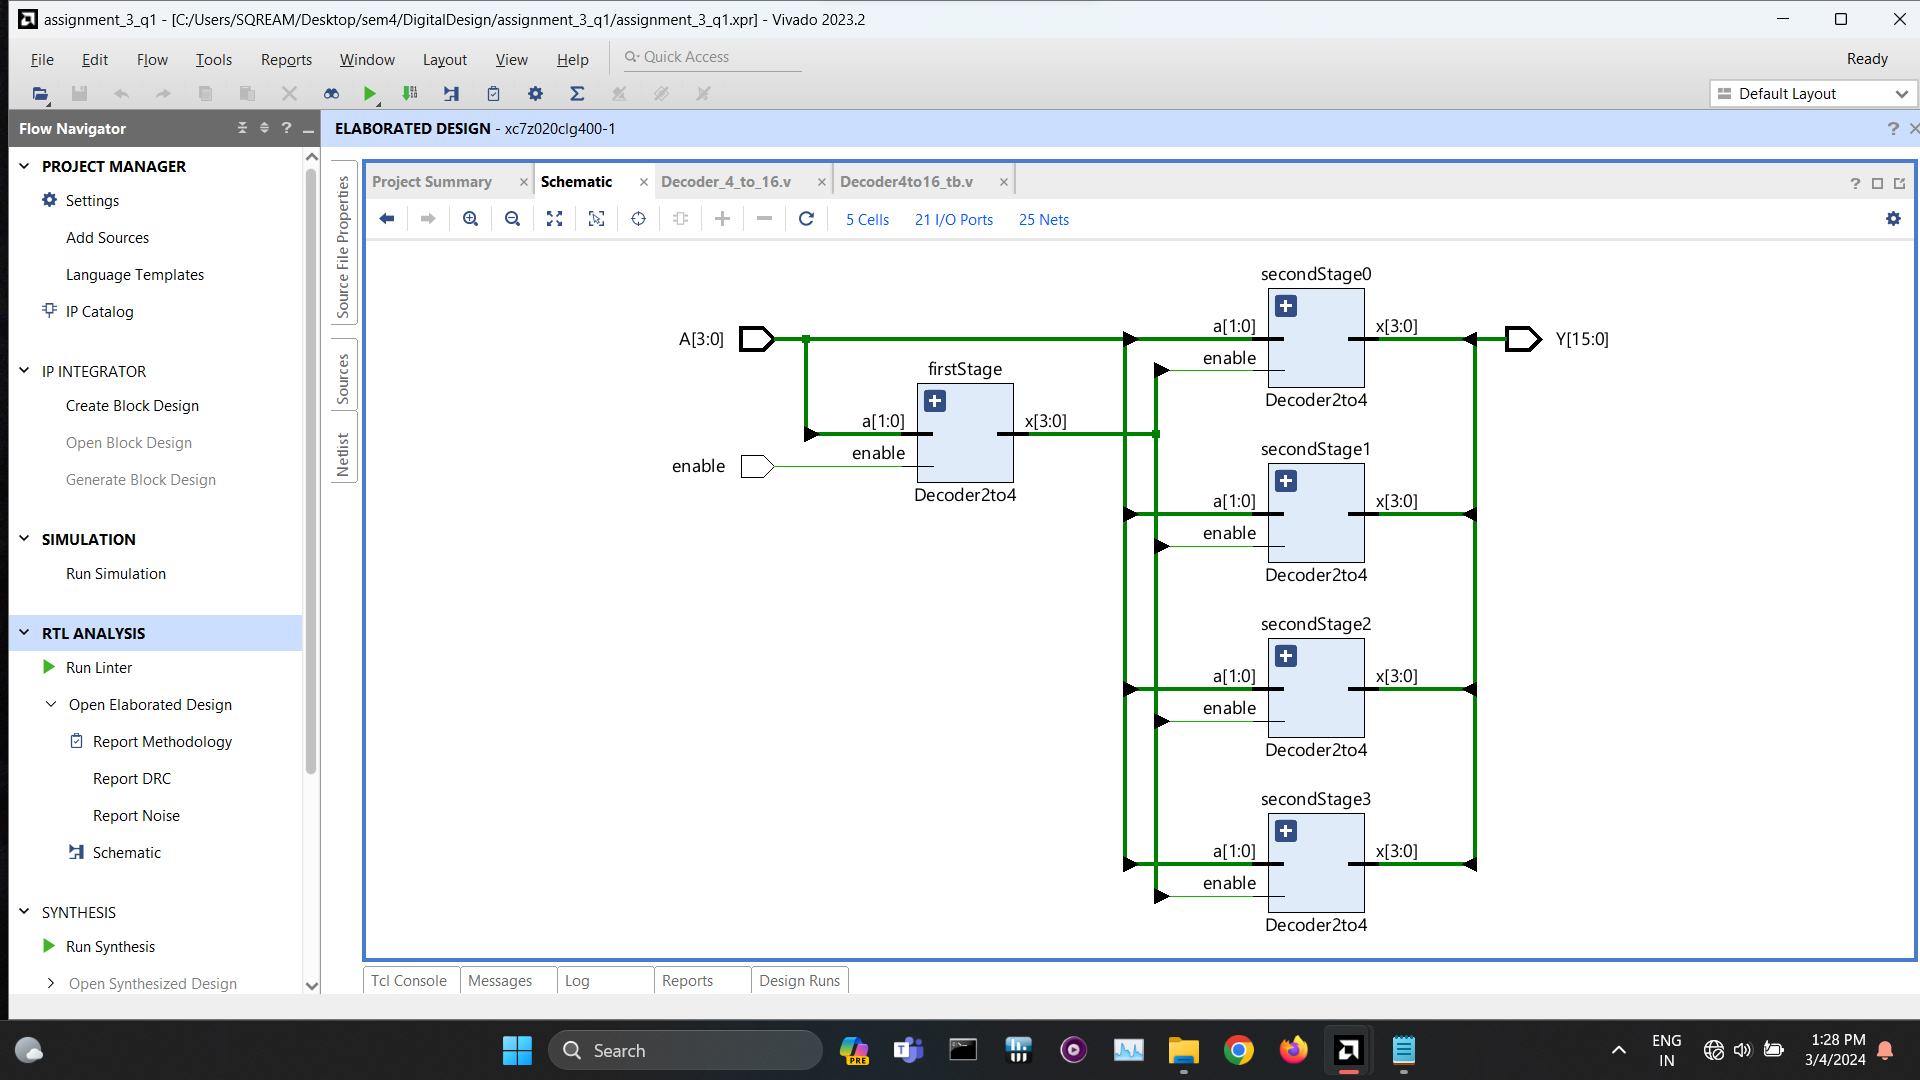 assignment_3_q1 - [C:/Users/SQREAM/Desktop/sem4/DigitalDesign/assignment_3_q1/assignment_3_q1.xpr] - Vivado 2023.2
File Edit Flow Tools Reports Window Layout View Help Quick Access Ready
Default Layout
Flow Navigator
ELABORATED DESIGN - xc7z020clg400-1
PROJECT MANAGER
Settings
Add Sources
Language Templates
IP Catalog
IP INTEGRATOR
Create Block Design
Open Block Design
Generate Block Design
SIMULATION
Run Simulation
RTL ANALYSIS
Run Linter
Open Elaborated Design
Report Methodology
Report DRC
Report Noise
Schematic
SYNTHESIS
Run Synthesis
Open Synthesized Design
Source File Properties
Sources
Netlist
Project Summary Schematic Decoder_4_to_16.v Decoder4to16_tb.v
5 Cells 21 I/O Ports 25 Nets
A[3:0]
enable
firstStage
a[1:0] x[3:0]
enable
Decoder2to4
secondStage0
a[1:0] x[3:0]
enable
Decoder2to4
Y[15:0]
secondStage1
a[1:0] x[3:0]
enable
Decoder2to4
secondStage2
a[1:0] x[3:0]
enable
Decoder2to4
secondStage3
a[1:0] x[3:0]
enable
Decoder2to4
Tcl Console Messages Log Reports Design Runs
Search
PRE
ENG
IN
1:28 PM
3/4/2024